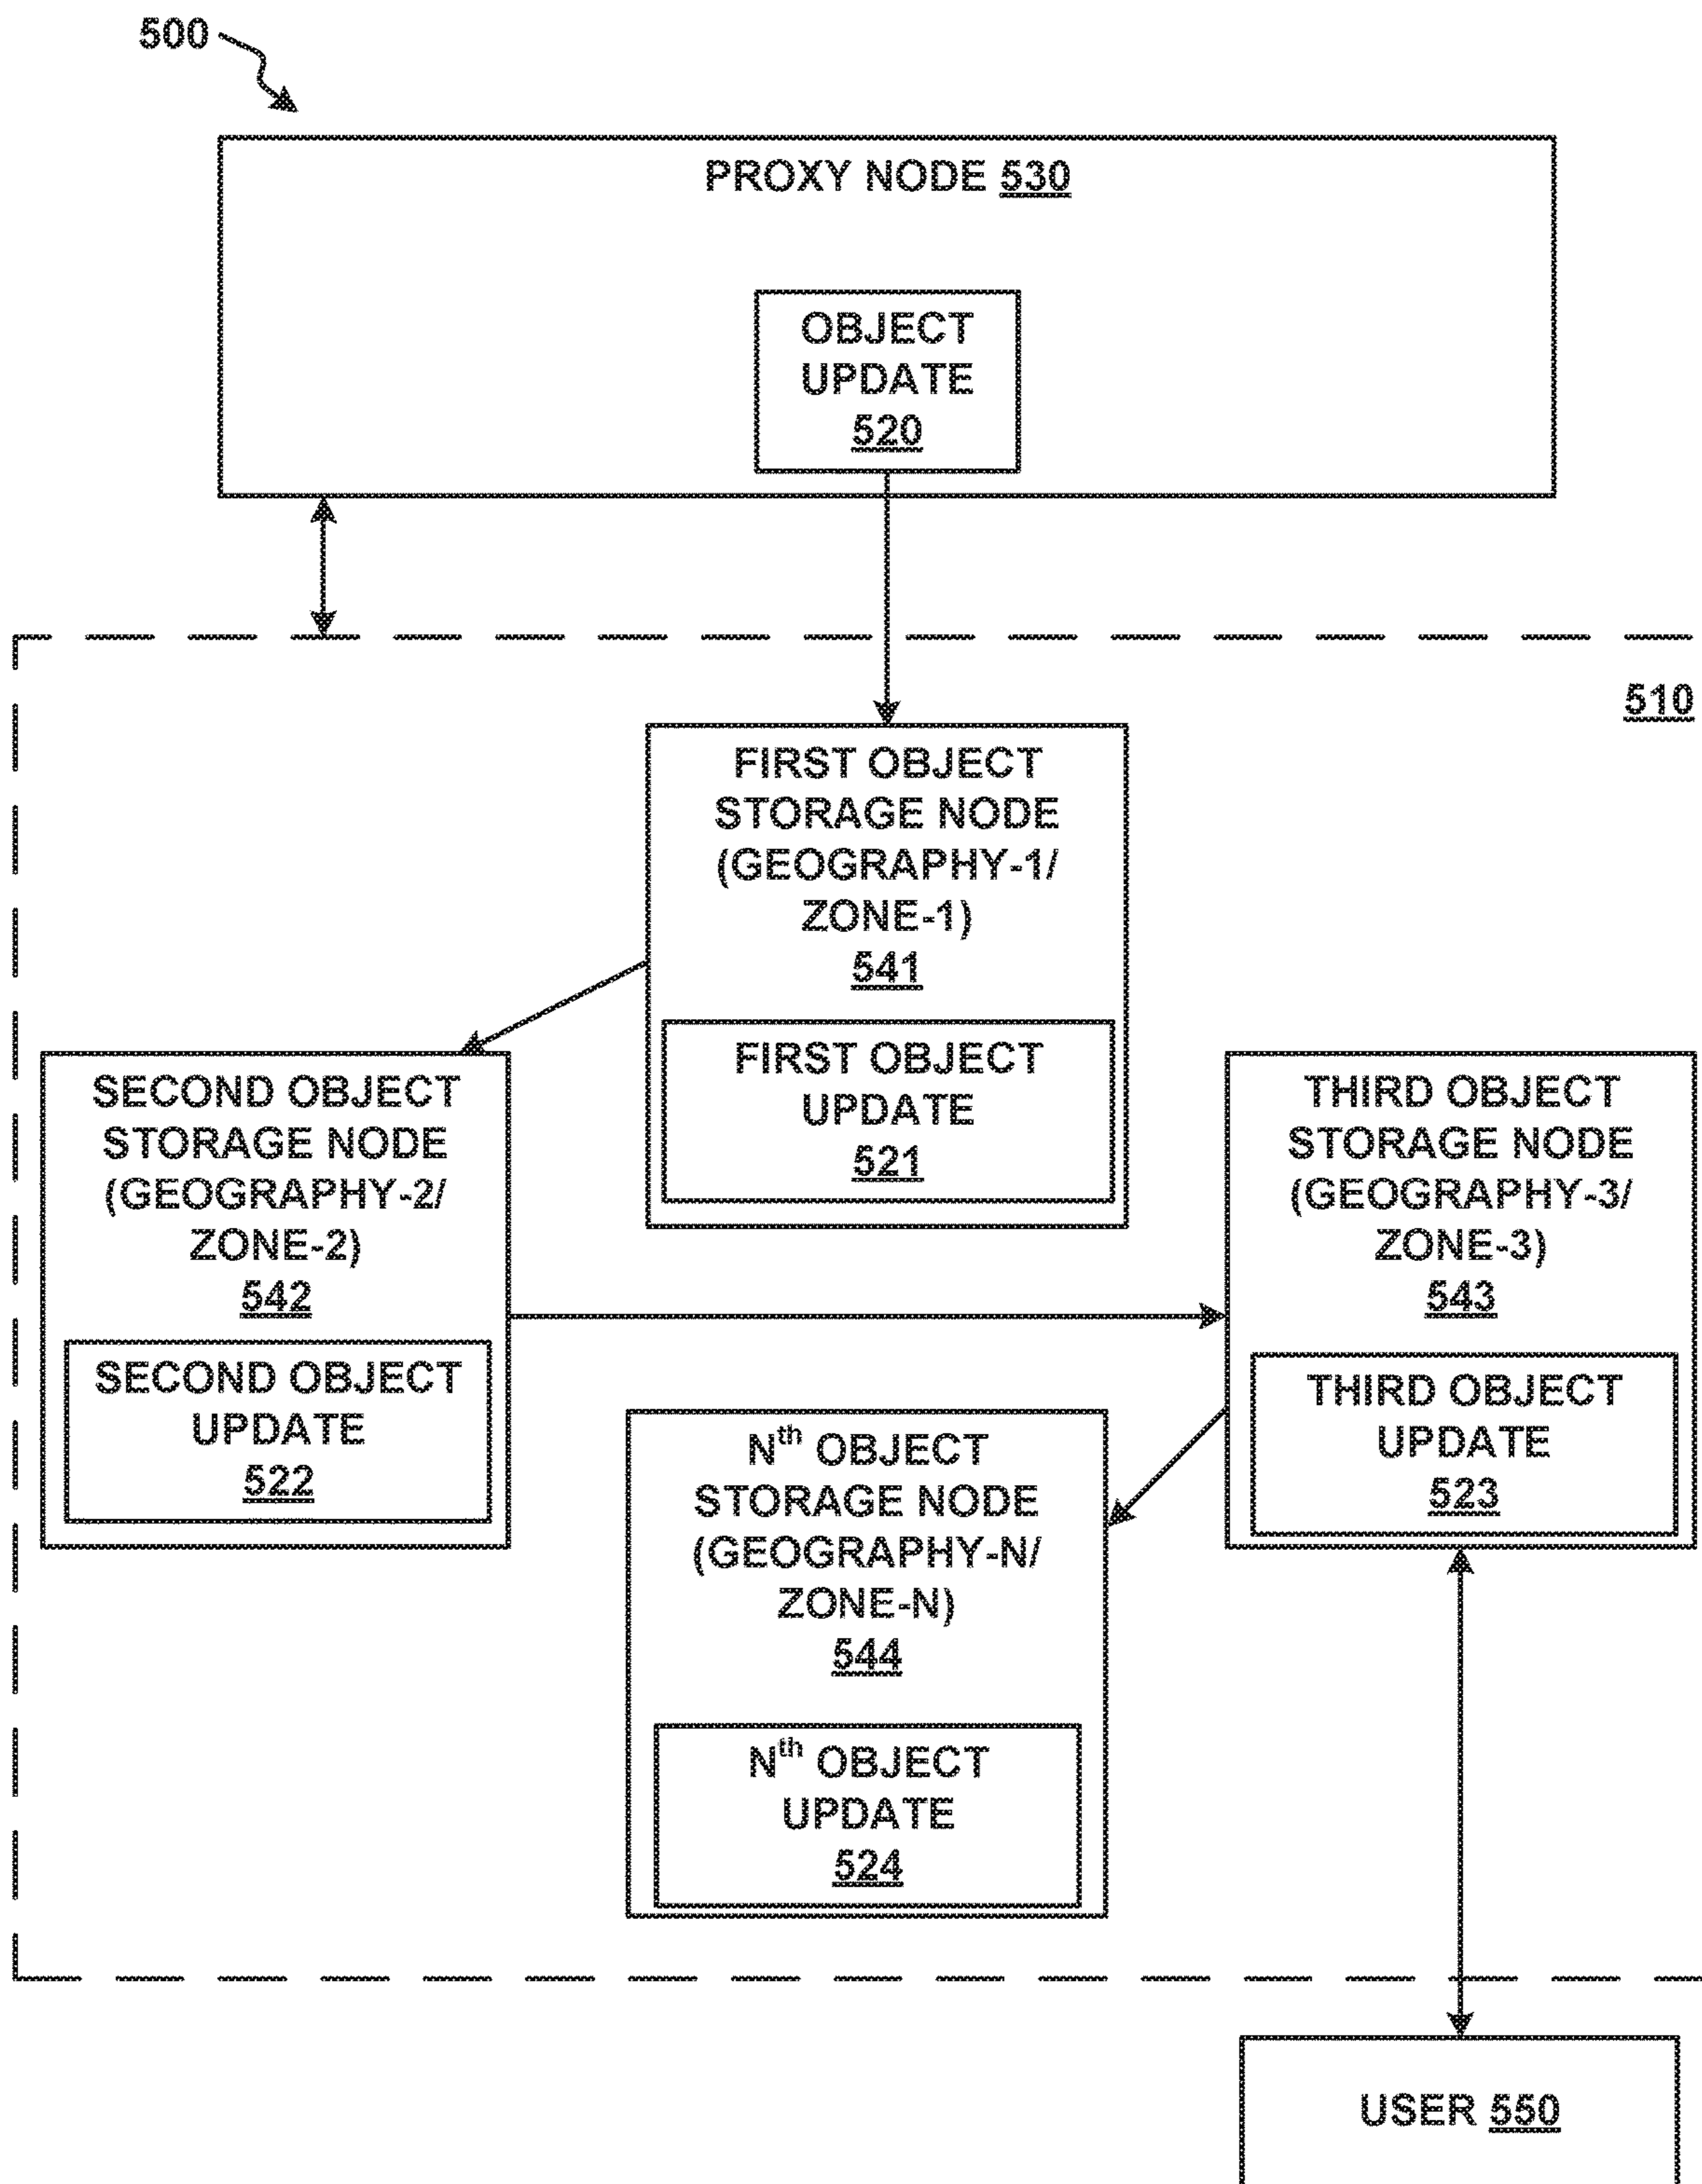 500
PROXY NODE 530
OBJECT
UPDATE
520
510
FIRST OBJECT
STORAGE NODE
(GEOGRAPHY-1/
ZONE-1)
541
FIRST OBJECT
UPDATE
521
SECOND OBJECT
STORAGE NODE
(GEOGRAPHY-2/
ZONE-2)
542
SECOND OBJECT
UPDATE
522
THIRD OBJECT
STORAGE NODE
(GEOGRAPHY-3/
ZONE-3)
543
THIRD OBJECT
UPDATE
523
Nth OBJECT
STORAGE NODE
(GEOGRAPHY-N/
ZONE-N)
544
Nth OBJECT
UPDATE
524
USER 550